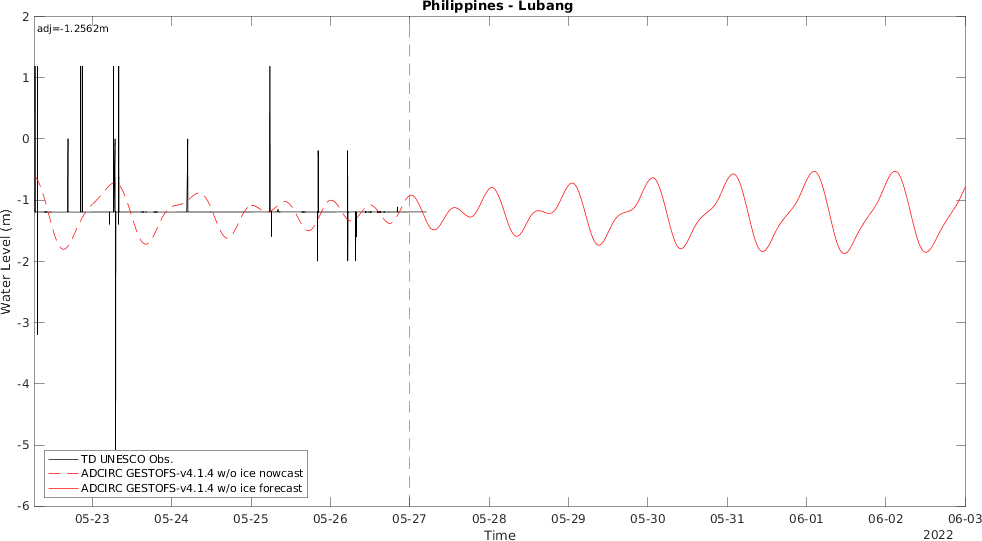 Philippines - Lubang
adj=-1.2562m
2
1
0
-1
-2
-3
-4
-5
-6
Water Level (m)
TD UNESCO Obs.
ADCIRC GESTOFS-v4.1.4 w/o ice nowcast
ADCIRC GESTOFS-v4.1.4 w/o ice forecast
05-23 05-24 05-25 05-26 05-27 05-28 05-29 05-30 05-31 06-01 06-02 06-03
Time
2022